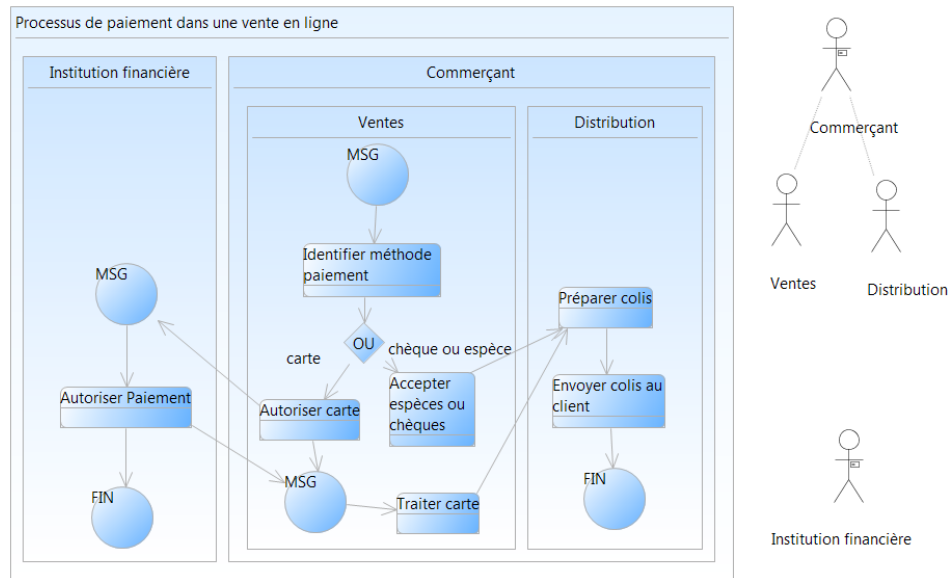 Processus de paiement dans une vente en ligne
Institution financière
Commerçant
Ventes
Distribution
MSG
Identifier méthode
paiement
MSG
Préparer colis
OU
carte
chèque ou espèce
Autoriser Paiement
Autoriser carte
Accepter
espèces ou
chèques
Envoyer colis au
client
MSG
Traiter carte
FIN
FIN
Commerçant
Ventes
Distribution
Institution financière